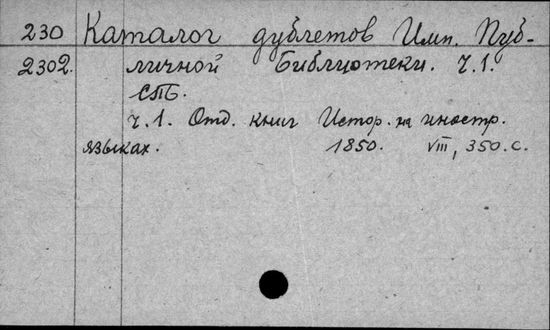 230 Каталог дублетов Имп. Пуб-
2302. личной Библиотеки. Ч.1.
СПБ.
ч.1. Отд. книг Истор. на иностр.
языках. 1850. VIII, 350.с.